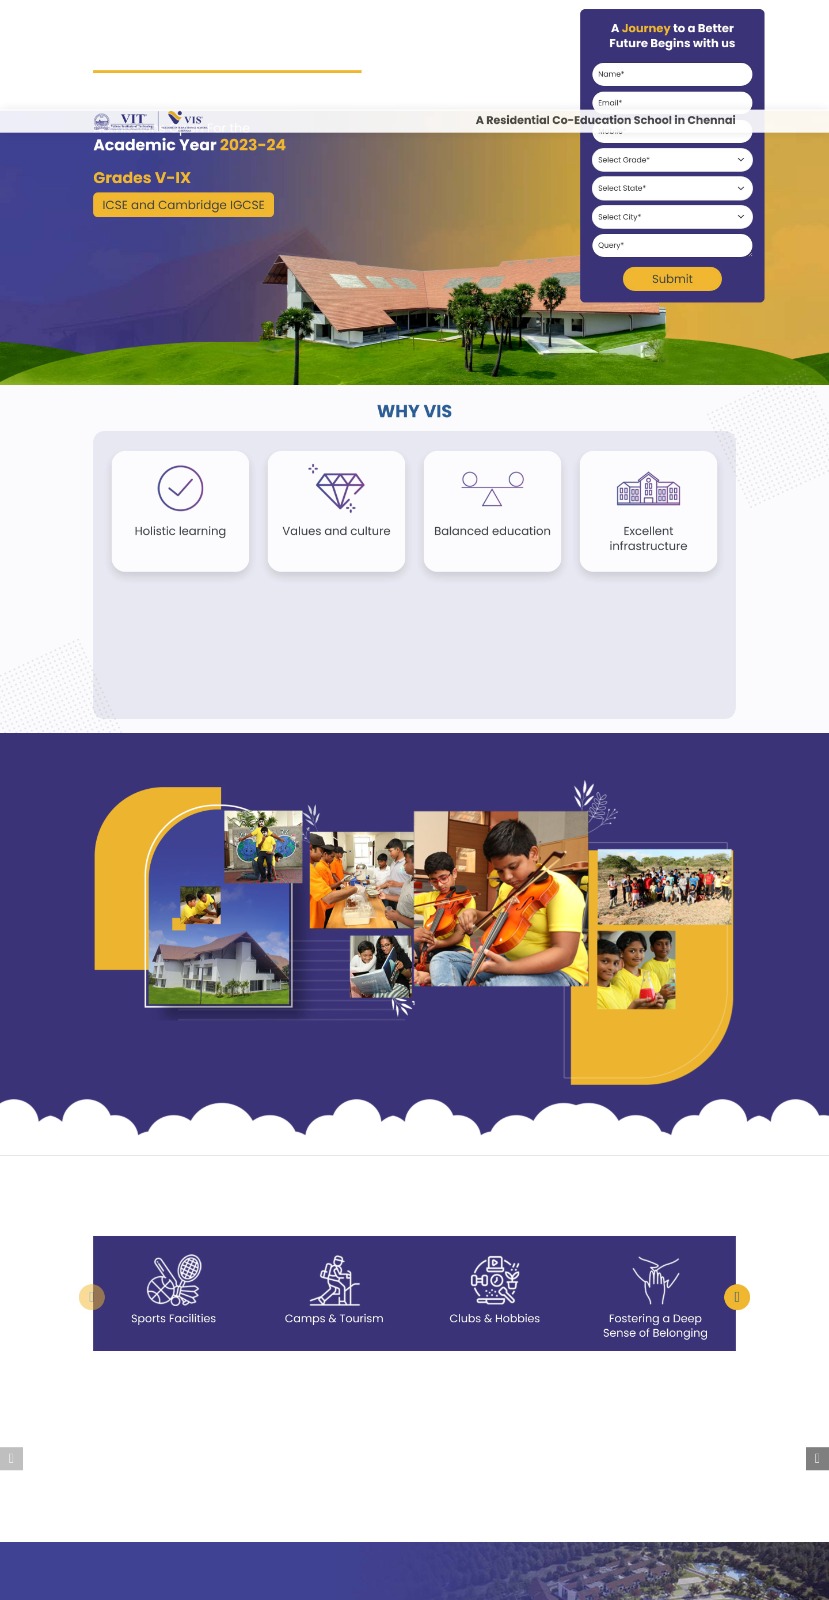 A Journey to a Better
Future Begins with us
Name*
Email*
VIT
VIS
A Residential Co-Education School in Chennai
for the
Academic Year 2023-24
Grades V-IX
ICSE and Cambridge IGCSE
Select Grade*
Select State*
Select City*
Query*
Submit
WHY VIS
Holistic learning
Values and culture
Balanced education
Excellent
infrastructure
Sports Facilities
Camps & Tourism
Clubs & Hobbies
Fostering a Deep
Sense of Belonging